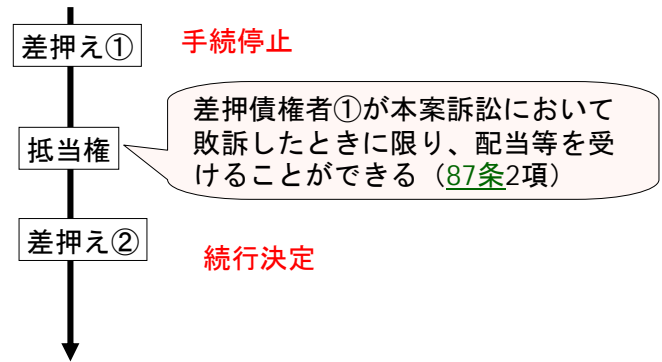 差押え①
手続停止
差押債権者①が本案訴訟において
敗訴したときに限り、配当等を受
けることができる（87条2項）
抵当権
差押え②
続行決定